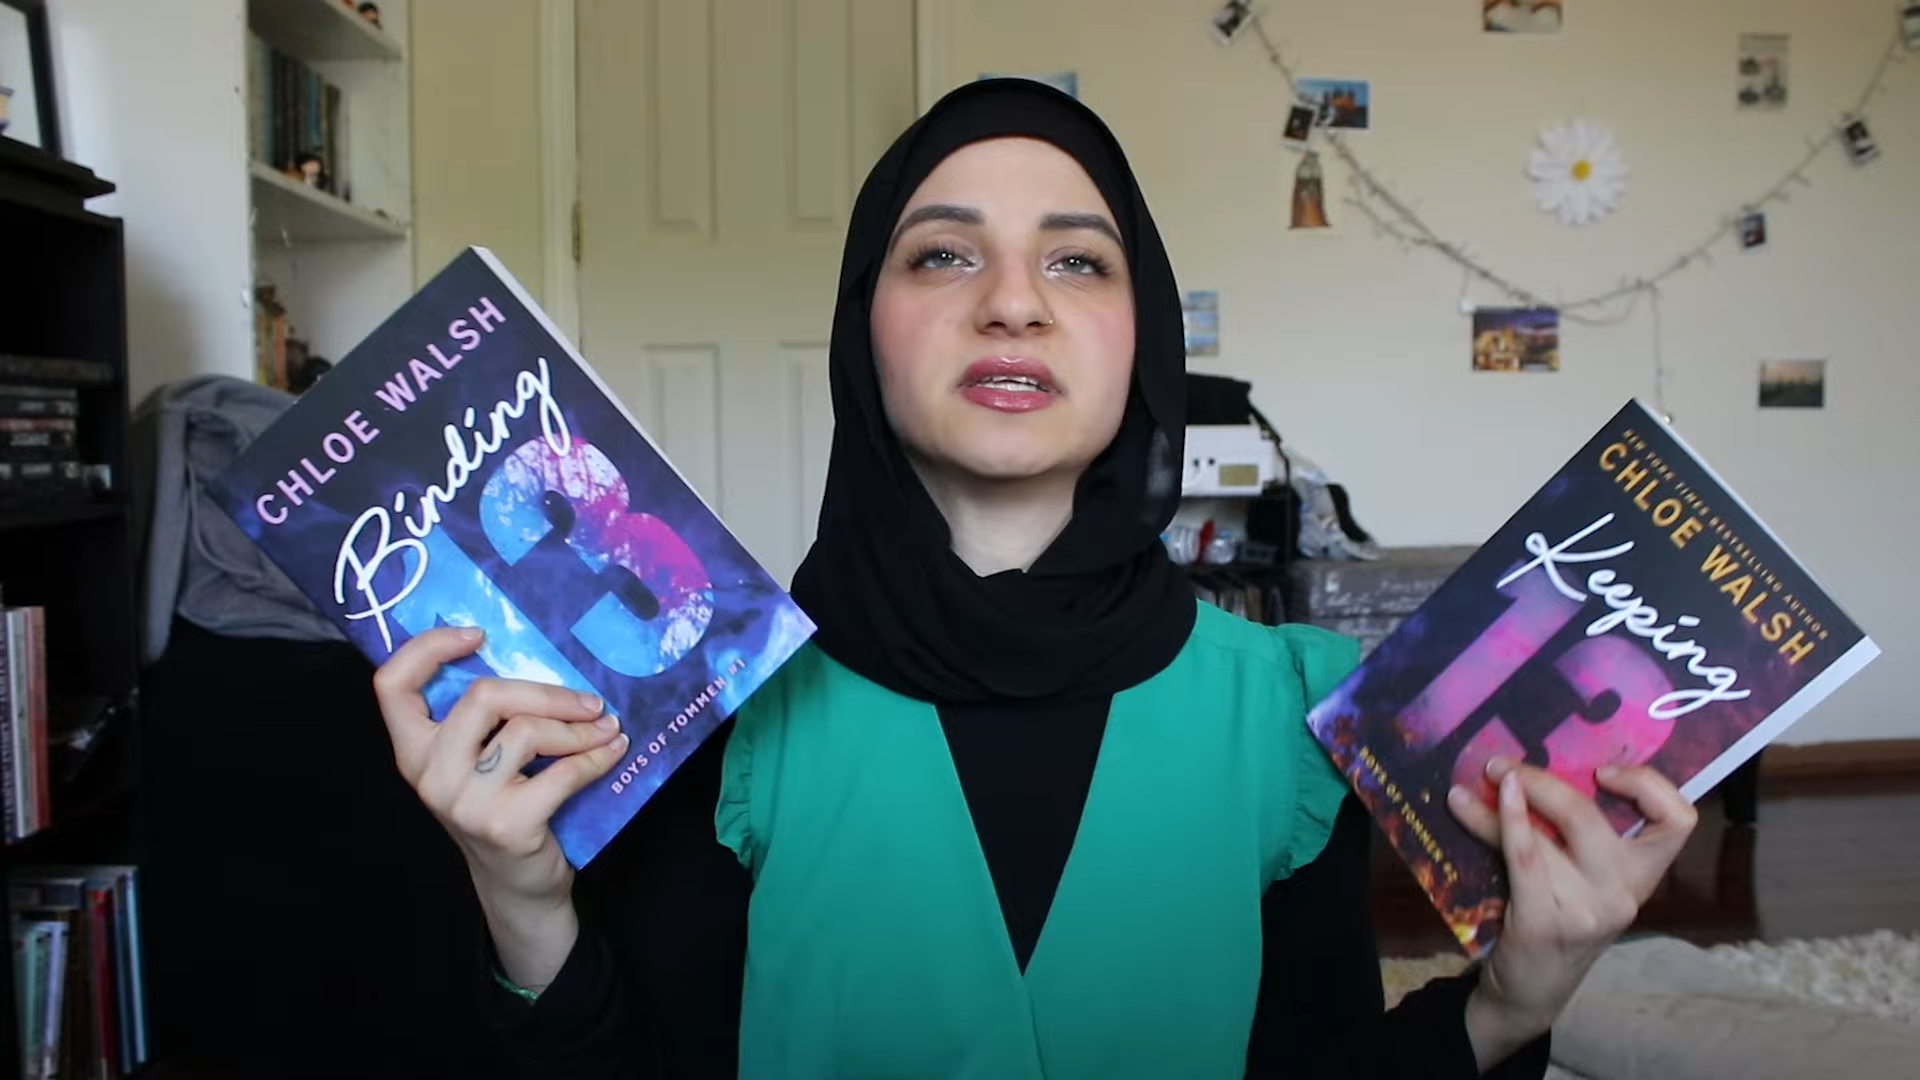 CHLOE WALSH
Binding
13
BOYS OF TOMMEN #1
NEW YORK TIMES BESTSELLING AUTHOR
CHLOE WALSH
Keeping
13
BOYS OF TOMMEN #2